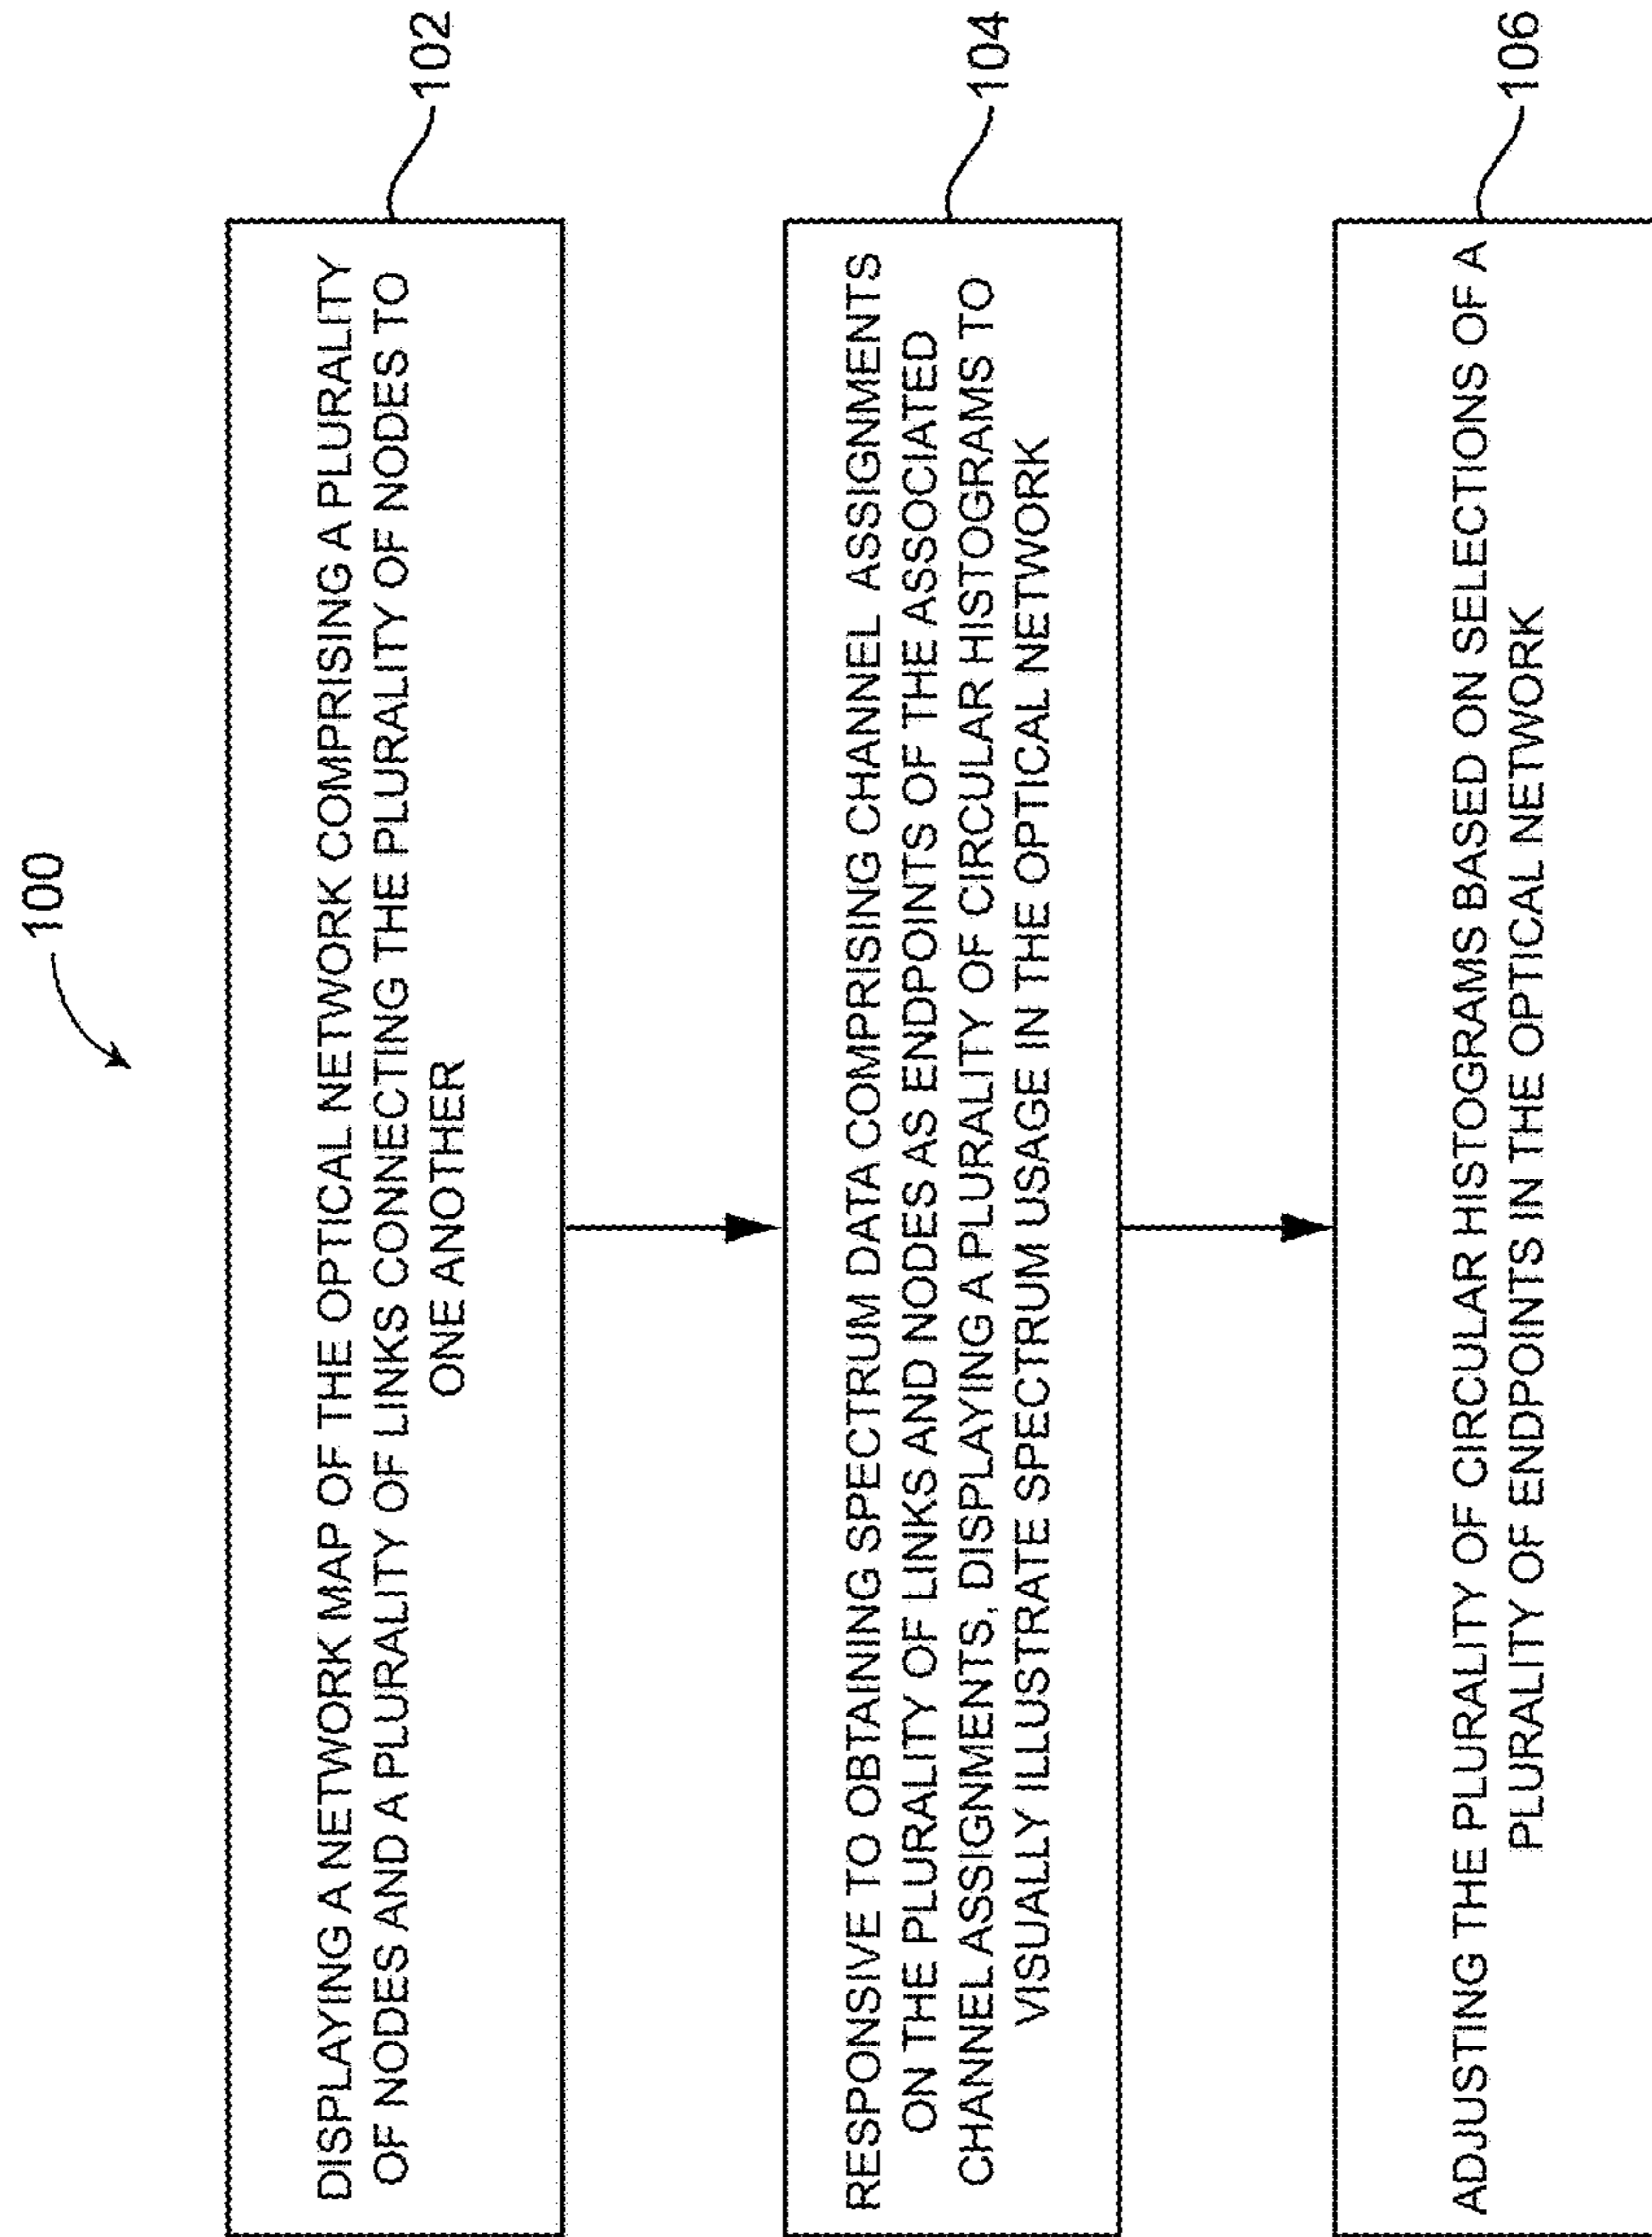 100
DISPLAYING A NETWORK MAP OF THE OPTICAL NETWORK COMPRISING A PLURALITY
OF NODES AND A PLURALITY OF LINKS CONNECTING THE PLURALITY OF NODES TO
ONE ANOTHER
102
RESPONSIVE TO OBTAINING SPECTRUM DATA COMPRISING CHANNEL ASSIGNMENTS
ON THE PLURALITY OF LINKS AND NODES AS ENDPOINTS OF THE ASSOCIATED
CHANNEL ASSIGNMENTS, DISPLAYING A PLURALITY OF CIRCULAR HISTOGRAMS TO
VISUALLY ILLUSTRATE SPECTRUM USAGE IN THE OPTICAL NETWORK
104
ADJUSTING THE PLURALITY OF CIRCULAR HISTOGRAMS BASED ON SELECTIONS OF A
PLURALITY OF ENDPOINTS IN THE OPTICAL NETWORK
106